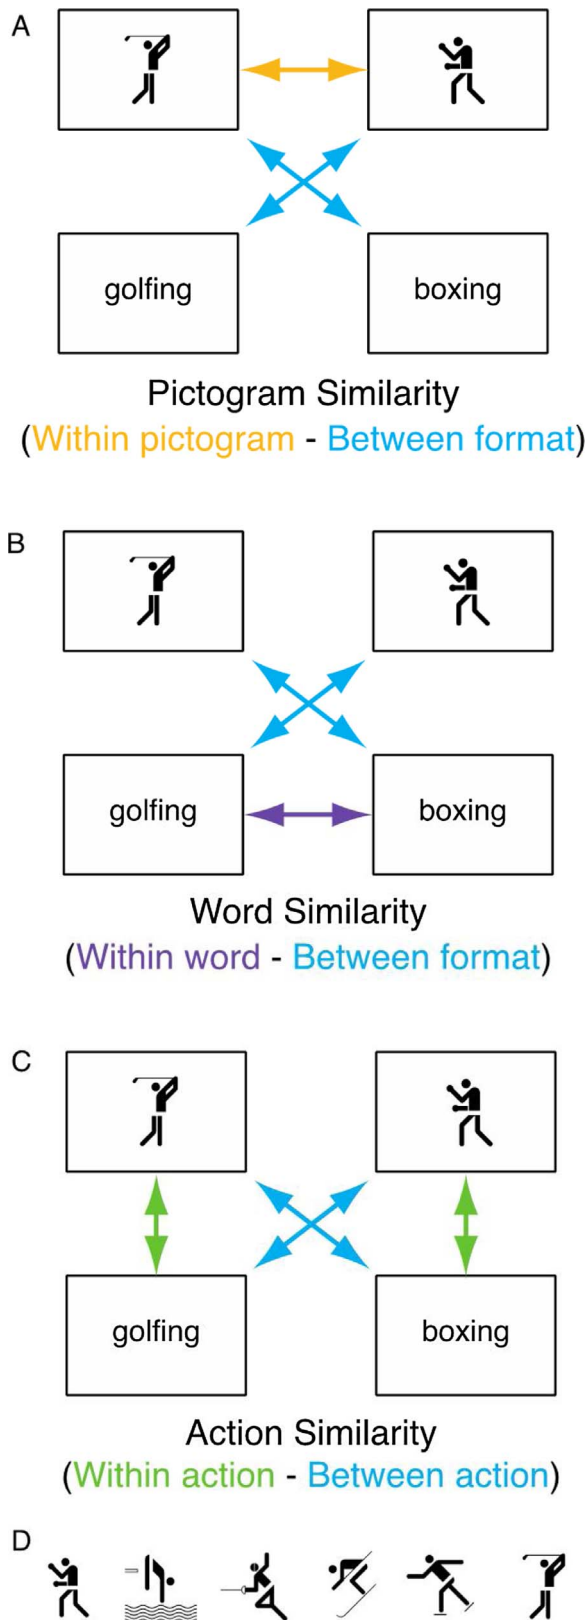 A
golfing
boxing
Pictogram Similarity
(Within pictogram - Between format)
B
golfing
boxing
Word Similarity
(Within word - Between format)
C
golfing
boxing
Action Similarity
(Within action - Between action)
D